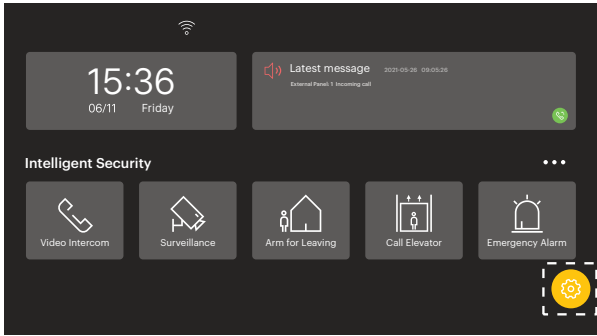 15:36
06/11 Friday
Latest message 2021-05-26 09:05:26
External Panel: 1 Incoming call
Intelligent Security
Video Intercom
Surveillance
Arm for Leaving
Call Elevator
Emergency Alarm